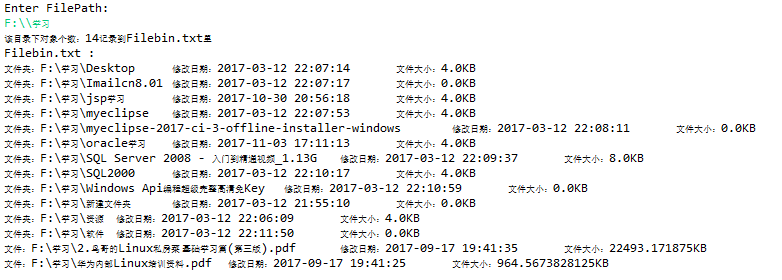 Enter FilePath:
F:\\学习
该目录下对象个数：14记录到Filebin.txt里
Filebin.txt :
文件夹：F:\学习\Desktop 修改日期：2017-03-12 22:07:14 文件大小：4.0KB
文件夹：F:\学习\Imailcn8.01 修改日期：2017-03-12 22:07:17 文件大小：0.0KB
文件夹：F:\学习\jsp学习 修改日期：2017-10-30 20:56:18 文件大小：4.0KB
文件夹：F:\学习\myeclipse 修改日期：2017-03-12 22:07:53 文件大小：4.0KB
文件夹：F:\学习\myeclipse-2017-ci-3-offline-installer-windows 修改日期：2017-03-12 22:08:11 文件大小：0.0KB
文件夹：F:\学习\oracle学习 修改日期：2017-11-03 17:11:13 文件大小：4.0KB
文件夹：F:\学习\SQL Server 2008 - 入门到精通视频_1.13G 修改日期：2017-03-12 22:09:37 文件大小：8.0KB
文件夹：F:\学习\SQL2000 修改日期：2017-03-12 22:10:17 文件大小：4.0KB
文件夹：F:\学习\Windows Api编程超级完整高清免Key 修改日期：2017-03-12 22:10:59 文件大小：0.0KB
文件夹：F:\学习\新建文件夹 修改日期：2017-03-12 21:55:10 文件大小：0.0KB
文件夹：F:\学习\资源 修改日期：2017-03-12 22:06:09 文件大小：4.0KB
文件夹：F:\学习\软件 修改日期：2017-03-12 22:11:50 文件大小：0.0KB
文件：F:\学习\2.鸟哥的Linux私房菜 基础学习篇(第三版).pdf 修改日期：2017-09-17 19:41:35 文件大小：22493.171875KB
文件：F:\学习\华为内部Linux培训资料.pdf 修改日期：2017-09-17 19:41:25 文件大小：964.5673828125KB